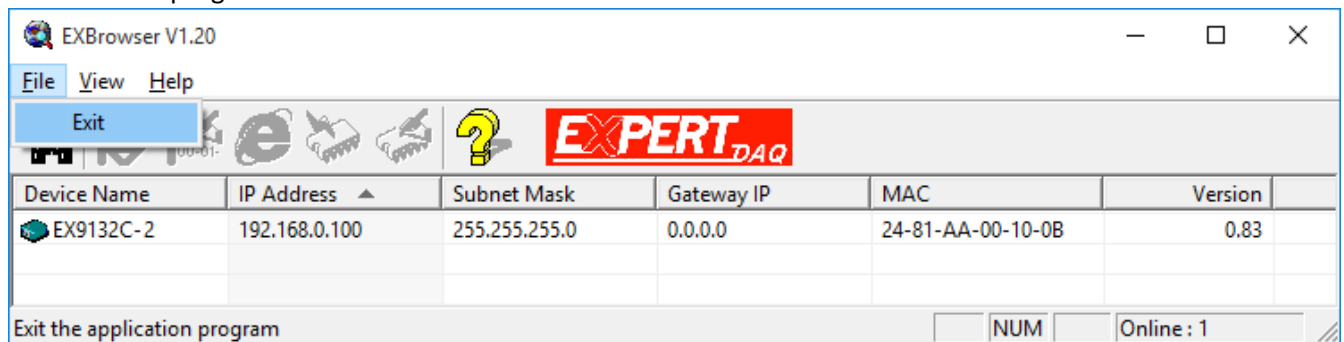 EXBrowser V1.20
File View Help
Exit
00-01-
EXPERT DAQ
Device Name IP Address Subnet Mask Gateway IP MAC Version
EX9132C-2 192.168.0.100 255.255.255.0 0.0.0.0 24-81-AA-00-10-0B 0.83
Exit the application program NUM Online : 1